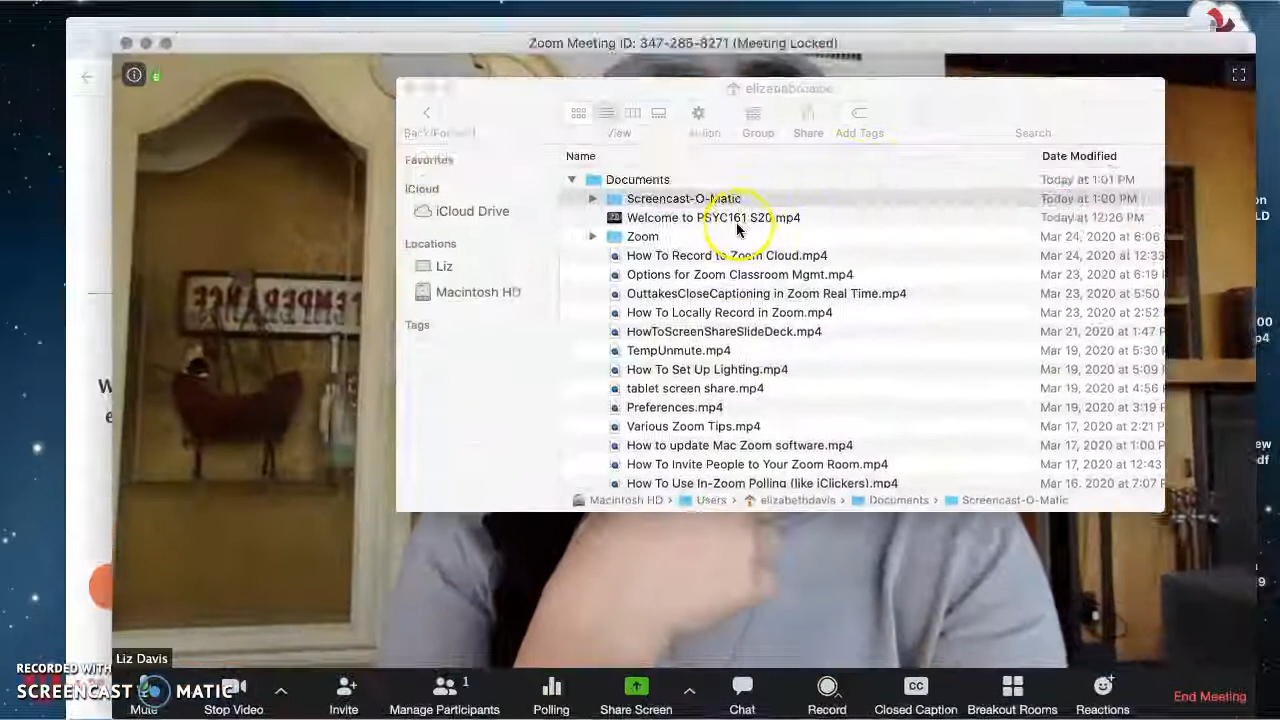 Zoom Meeting ID: 347-285-8271 (Meeting Locked)
elizabethdavis
Back/Forward View Action Group Share Add Tags Search
Favorites
iCloud
iCloud Drive
Locations
Liz
Macintosh HD
Tags
Name Date Modified
Documents Today at 1:01 PM
Screencast-O-Matic Today at 1:00 PM
Welcome to PSYC161 S20.mp4 Today at 12:26 PM
Zoom Mar 24, 2020 at 6:06
How To Record to Zoom Cloud.mp4 Mar 24, 2020 at 12:33
Options for Zoom Classroom Mgmt.mp4 Mar 23, 2020 at 6:19 P
OuttakesCloseCaptioning in Zoom Real Time.mp4 Mar 23, 2020 at 5:50
How To Locally Record in Zoom.mp4 Mar 23, 2020 at 2:52
HowToScreenShareSlideDeck.mp4 Mar 21, 2020 at 1:47 P
TempUnmute.mp4 Mar 19, 2020 at 5:30 P
How To Set Up Lighting.mp4 Mar 19, 2020 at 5:09
tablet screen share.mp4 Mar 19, 2020 at 4:56
Preferences.mp4 Mar 19, 2020 at 3:19 P
Various Zoom Tips.mp4 Mar 17, 2020 at 2:21 P
How to update Mac Zoom software.mp4 Mar 17, 2020 at 1:00 P
How To Invite People to Your Zoom Room.mp4 Mar 17, 2020 at 12:43
How To Use In-Zoom Polling (like iClickers).mp4 Mar 16, 2020 at 7:07 P
Macintosh HD › Users › elizabethdavis › Documents › Screencast-O-Matic
TEMPERANCE
Liz Davis
RECORDED WITH
SCREENCAST MATIC
Mute Stop Video Invite Manage Participants 1 Polling Share Screen Chat Record CC Closed Caption Breakout Rooms Reactions End Meeting